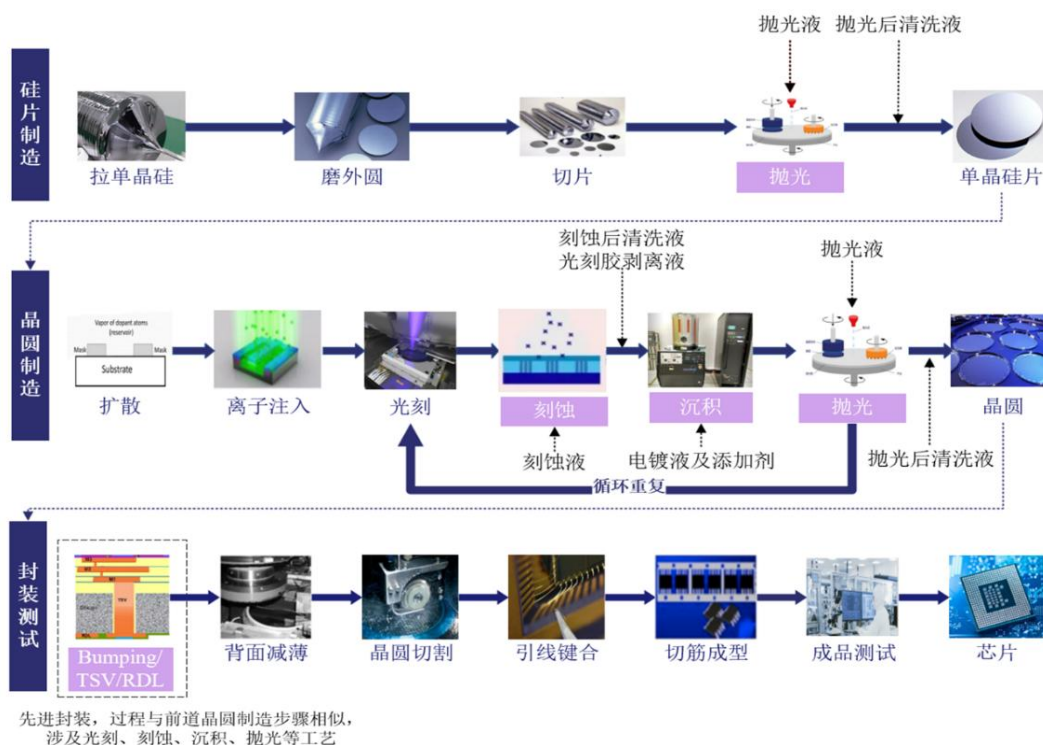 硅片制造
抛光液
抛光后清洗液
拉单晶硅
磨外圆
切片
抛光
单晶硅片
晶圆制造
刻蚀后清洗液
光刻胶剥离液
抛光液
Vapor of dopant atoms
(reservoir)
Mask
Mask
Substrate
扩散
离子注入
光刻
刻蚀
沉积
抛光
晶圆
刻蚀液
电镀液及添加剂
抛光后清洗液
循环重复
封装测试
Bumping/
TSV/RDL
背面减薄
晶圆切割
引线键合
切筋成型
成品测试
芯片
先进封装，过程与前道晶圆制造步骤相似，
涉及光刻、刻蚀、沉积、抛光等工艺